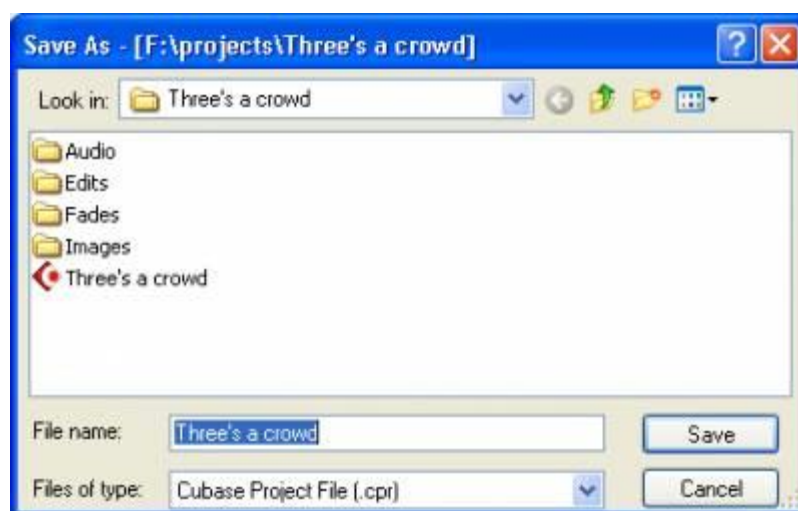 Save As - [F:\projects\Three's a crowd]
Look in: Three's a crowd
Audio
Edits
Fades
Images
Three's a crowd
File name: Three's a crowd Save
Files of type: Cubase Project File (.cpr) Cancel